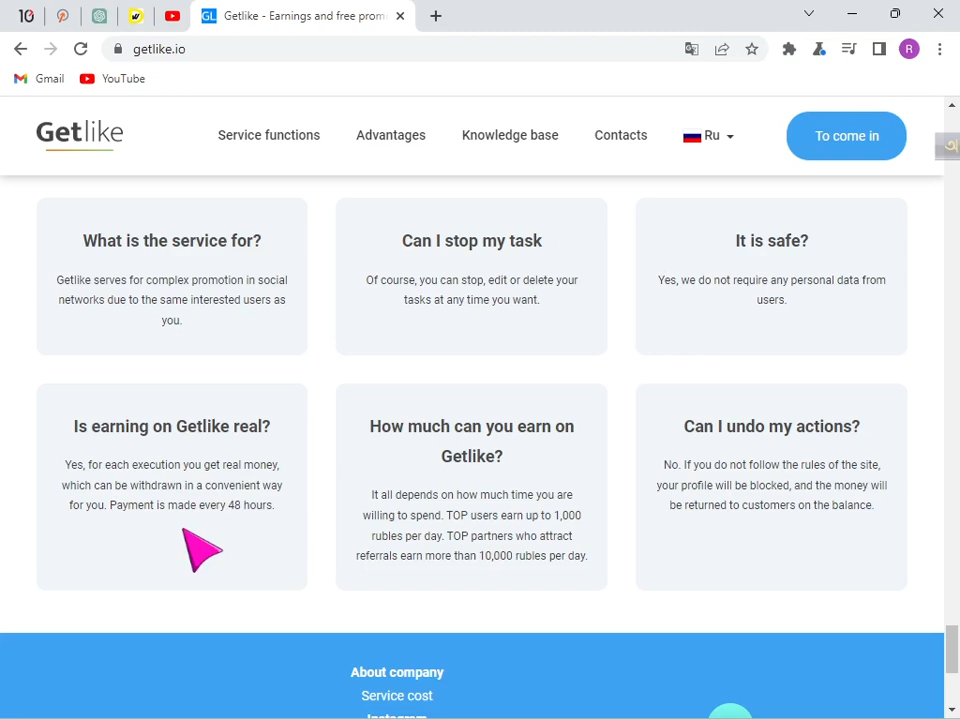 10
GL Getlike - Earnings and free prom
getlike.io
R
Gmail YouTube
Getlike Service functions Advantages Knowledge base Contacts Ru To come in
অ
What is the service for? Can I stop my task It is safe?
Getlike serves for complex promotion in social
networks due to the same interested users as
you.
Of course, you can stop, edit or delete your
tasks at any time you want.
Yes, we do not require any personal data from
users.
Is earning on Getlike real?
Yes, for each execution you get real money,
which can be withdrawn in a convenient way
for you. Payment is made every 48 hours.
How much can you earn on
Getlike?
It all depends on how much time you are
willing to spend. TOP users earn up to 1,000
rubles per day. TOP partners who attract
referrals earn more than 10,000 rubles per day.
Can I undo my actions?
No. If you do not follow the rules of the site,
your profile will be blocked, and the money will
be returned to customers on the balance.
About company
Service cost
Instagram